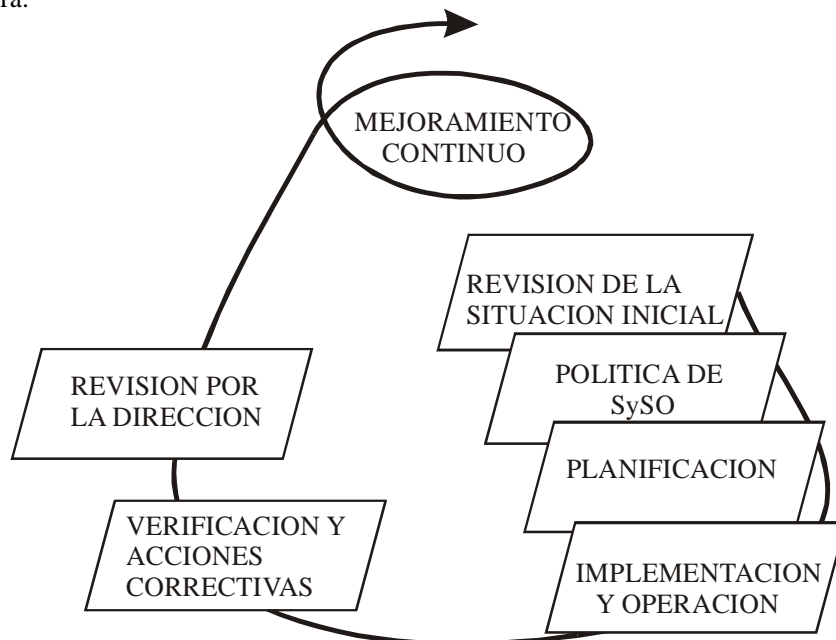 MEJORAMIENTO
CONTINUO
REVISION DE LA
SITUACION INICIAL
POLITICA DE
SySO
PLANIFICACION
IMPLEMENTACION
Y OPERACION
VERIFICACION Y
ACCIONES
CORRECTIVAS
REVISION POR
LA DIRECCION